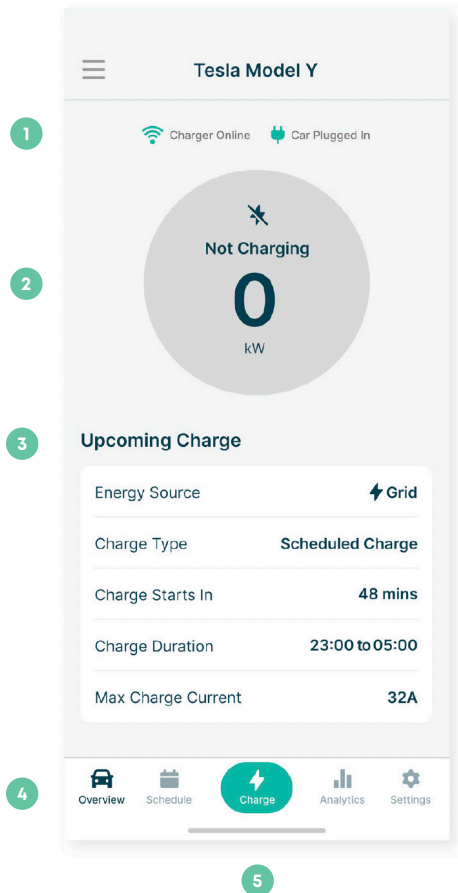 Tesla Model Y
1
Charger Online Car Plugged In
Not Charging
2
0
kW
3
Upcoming Charge
Energy Source Grid
Charge Type Scheduled Charge
Charge Starts In 48 mins
Charge Duration 23:00 to 05:00
Max Charge Current 32A
4
Overview Schedule Charge Analytics Settings
5